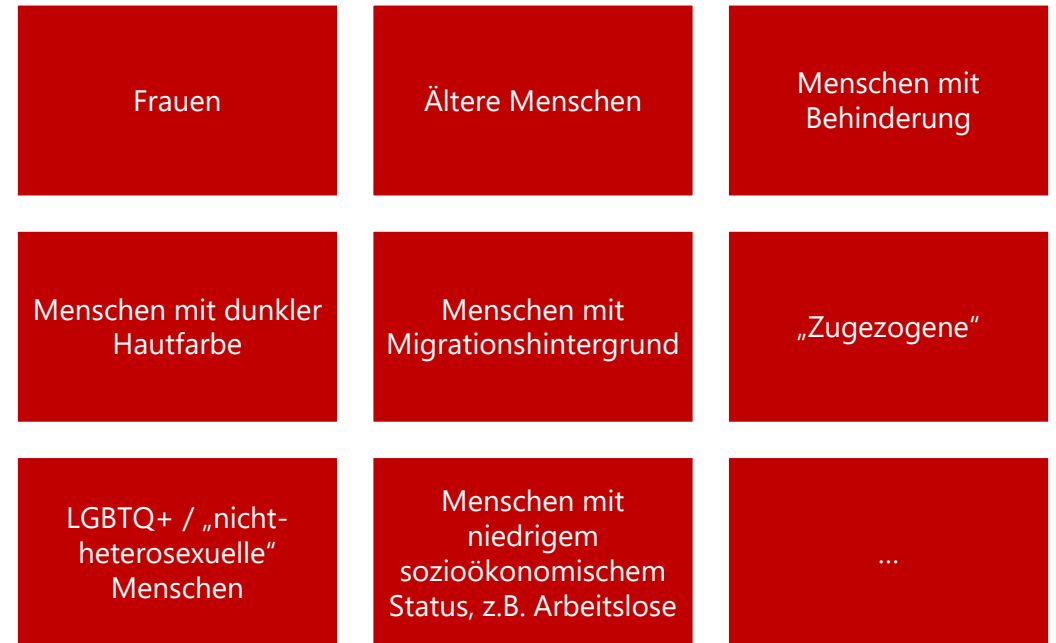 Frauen
Ältere Menschen
Menschen mit
Behinderung
Menschen mit dunkler
Hautfarbe
Menschen mit
Migrationshintergrund
„Zugezogene“
LGBTQ+ / „nicht-
heterosexuelle“
Menschen
Menschen mit
niedrigem
sozioökonomischem
Status, z.B. Arbeitslose
…